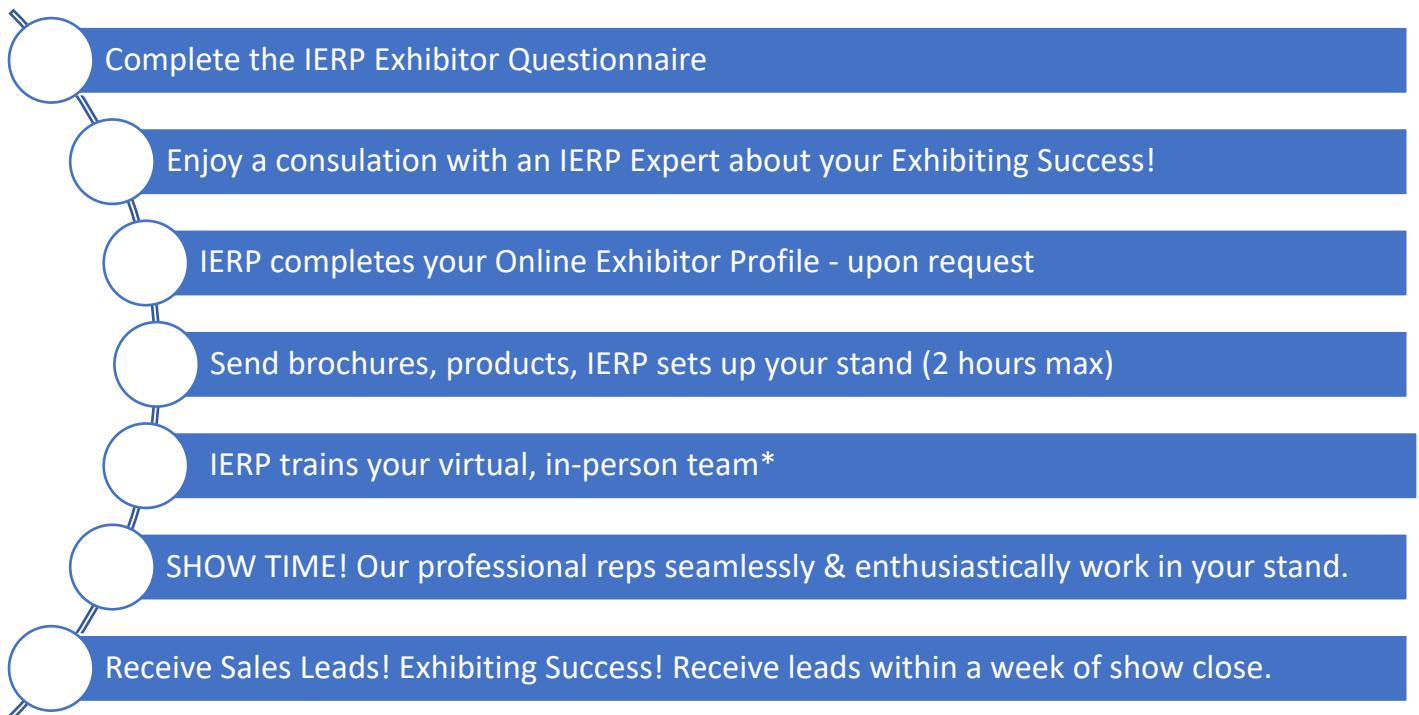 Complete the IERP Exhibitor Questionnaire
Enjoy a consulation with an IERP Expert about your Exhibiting Success!
IERP completes your Online Exhibitor Profile - upon request
Send brochures, products, IERP sets up your stand (2 hours max)
IERP trains your virtual, in-person team*
SHOW TIME! Our professional reps seamlessly & enthusiastically work in your stand.
Receive Sales Leads! Exhibiting Success! Receive leads within a week of show close.